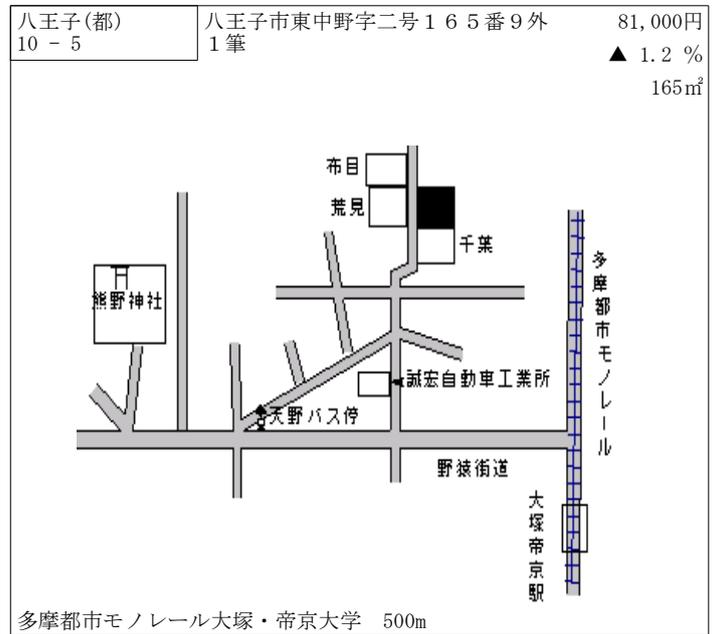 八王子(都)
10 - 5
八王子市東中野字二号１６５番９外
１筆
81,000円
▲ 1.2 %
165㎡
布目
荒見
千葉
熊野神社
多摩都市モノレール
誠宏自動車工業所
天野バス停
野猿街道
大塚帝京駅
多摩都市モノレール大塚・帝京大学　500m